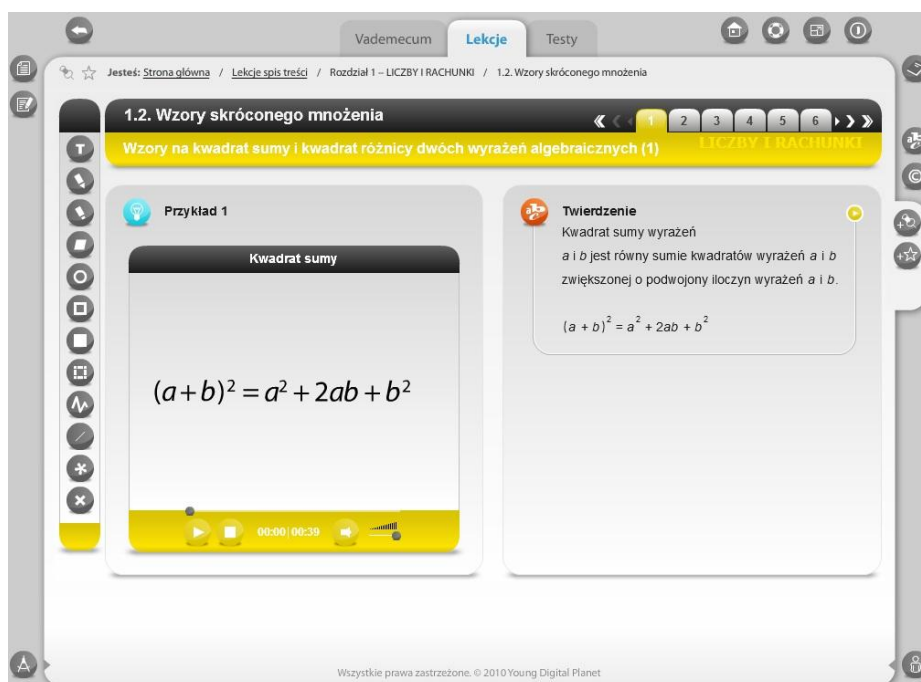 Vademecum
Lekcje
Testy
Jesteś: Strona główna / Lekcje spis treści / Rozdział 1 – LICZBY I RACHUNKI / 1.2. Wzory skróconego mnożenia
1.2. Wzory skróconego mnożenia
1 2 3 4 5 6
LICZBY I RACHUNKI
Wzory na kwadrat sumy i kwadrat różnicy dwóch wyrażeń algebraicznych (1)
T
Przykład 1
Kwadrat sumy
(a+b)² = a² + 2ab + b²
00:00|00:39
Twierdzenie
Kwadrat sumy wyrażeń
a i b jest równy sumie kwadratów wyrażeń a i b
zwiększonej o podwojony iloczyn wyrażeń a i b.
(a + b)² = a² + 2ab + b²
Wszystkie prawa zastrzeżone. © 2010 Young Digital Planet